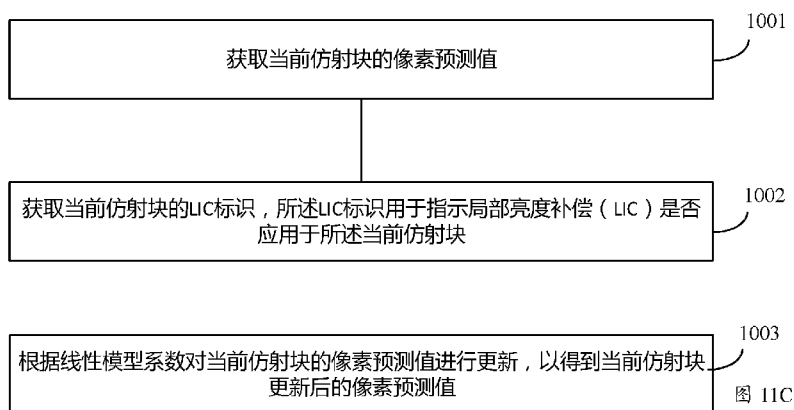 1001
获取当前仿射块的像素预测值
1002
获取当前仿射块的LIC标识，所述LIC标识用于指示局部亮度补偿（LIC）是否
应用于所述当前仿射块
1003
根据线性模型系数对当前仿射块的像素预测值进行更新，以得到当前仿射块
更新后的像素预测值
图 11C